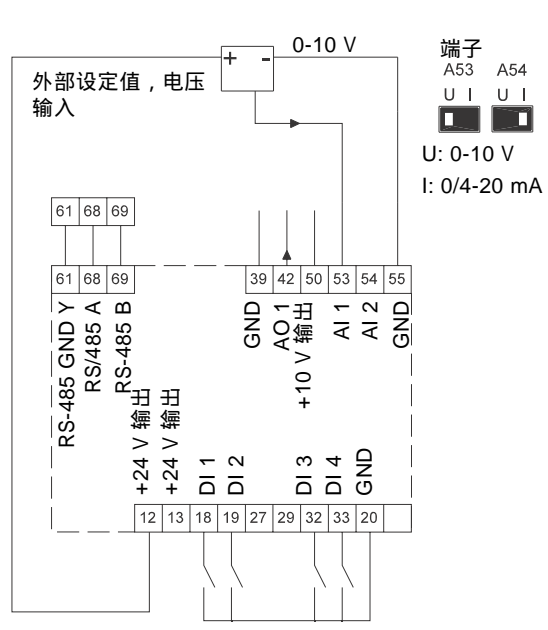 + - 0-10 V
外部设定值，电压
输入
端子
A53 A54
U I U I
U: 0-10 V
I: 0/4-20 mA
61 68 69
61 68 69
39 42 50 53 54 55
RS-485 GND Y
RS/485 A
RS-485 B
GND
AO 1
+10 V 输出
AI 1
AI 2
GND
+24 V 输出
+24 V 输出
DI 1
DI 2
DI 3
DI 4
GND
12 13 18 19 27 29 32 33 20